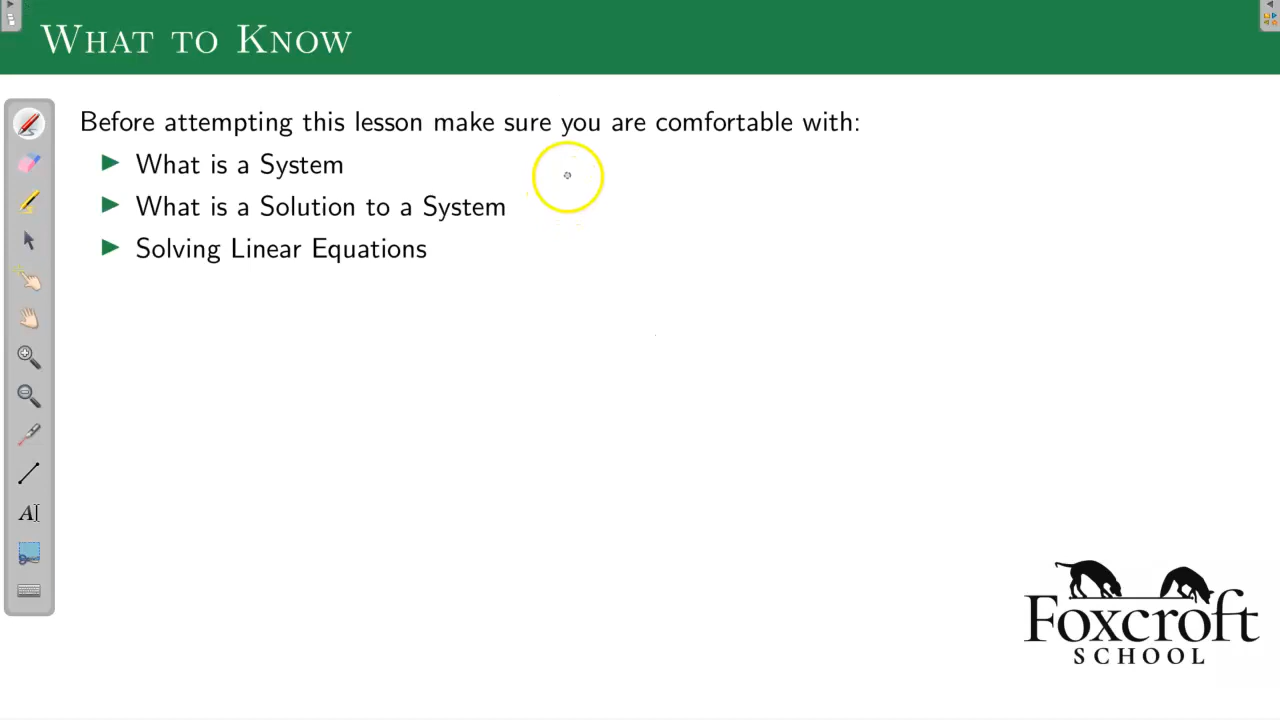 What to Know
Before attempting this lesson make sure you are comfortable with:
What is a System
What is a Solution to a System
Solving Linear Equations
A
Foxcroft
SCHOOL